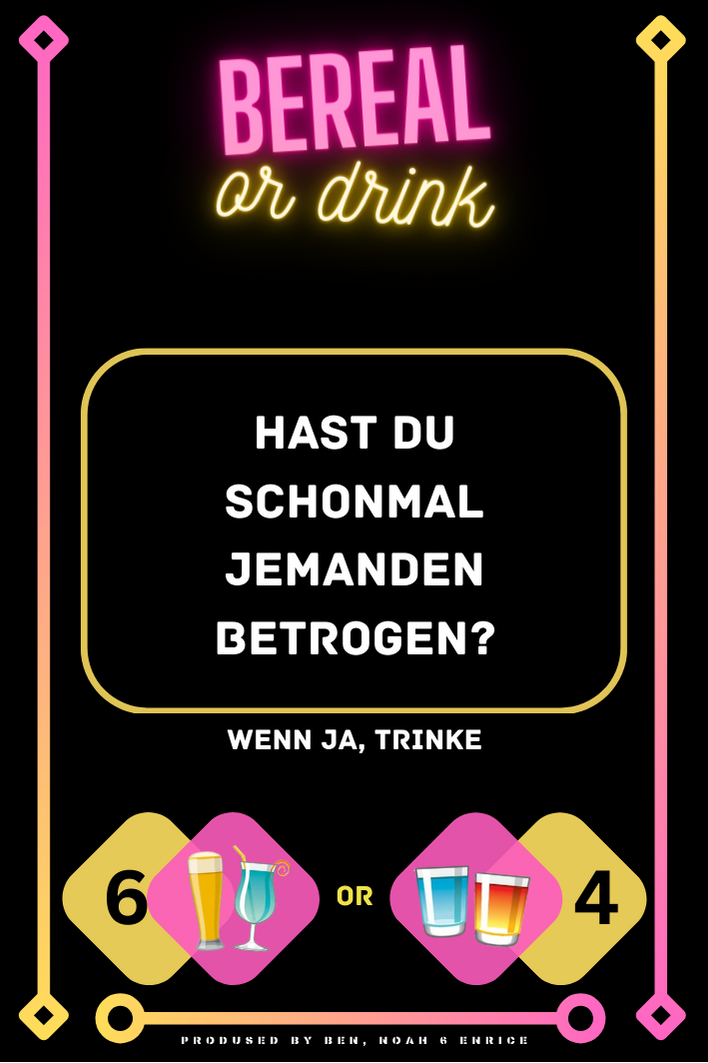 BEREAL
or drink
HAST DU
SCHONMAL
JEMANDEN
BETROGEN?
WENN JA, TRINKE
6 OR 4
PRODUSED BY BEN, NOAH 6 ENRICE